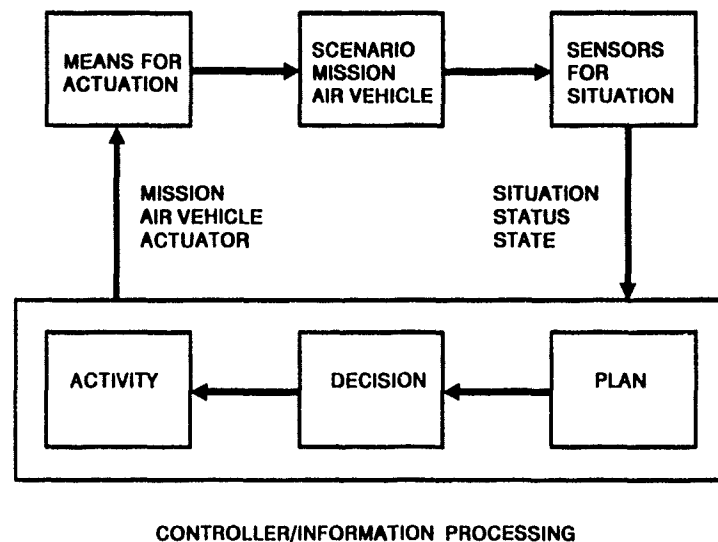 MEANS FOR
ACTUATION
SCENARIO
MISSION
AIR VEHICLE
SENSORS
FOR
SITUATION
MISSION
AIR VEHICLE
ACTUATOR
SITUATION
STATUS
STATE
ACTIVITY
DECISION
PLAN
CONTROLLER/INFORMATION PROCESSING